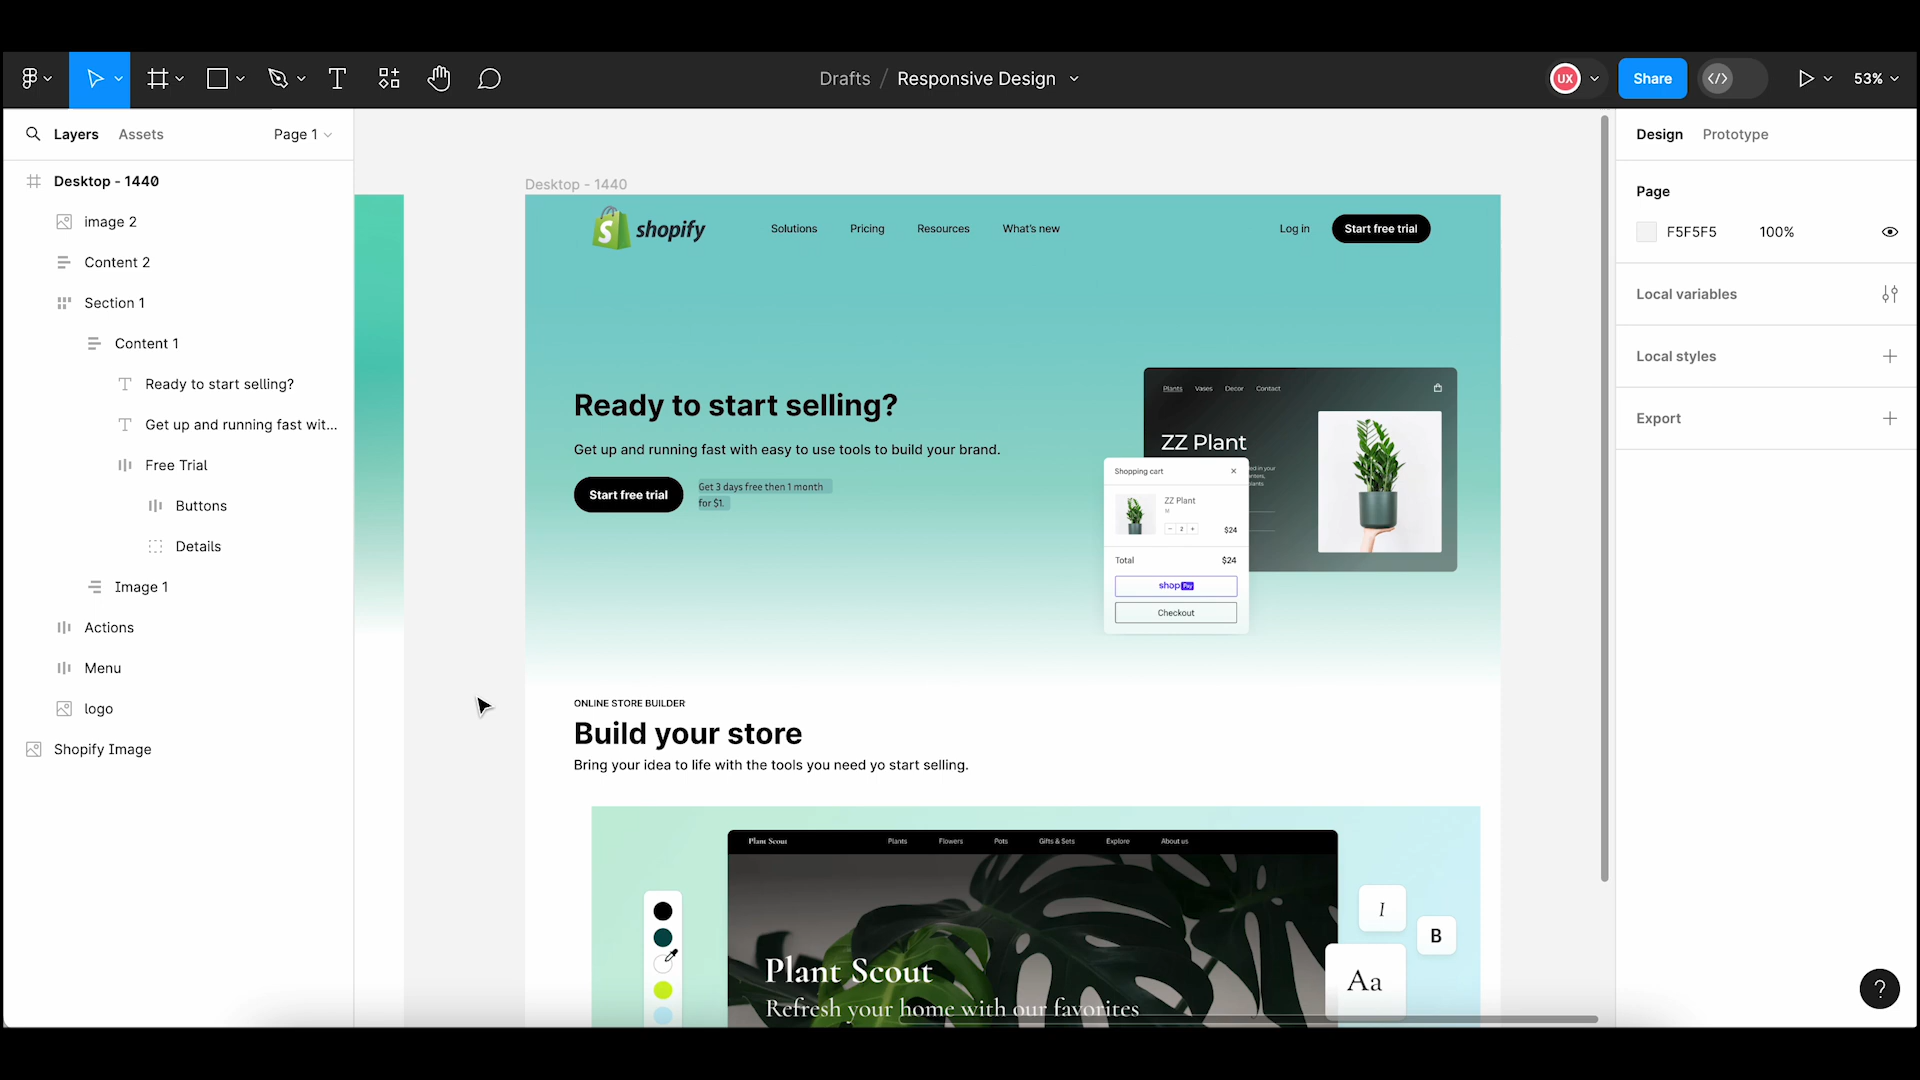 Drafts / Responsive Design
UX
Share
53%
Layers
Assets
Page 1
Desktop - 1440
image 2
Content 2
Section 1
Content 1
Ready to start selling?
Get up and running fast wit...
Free Trial
Buttons
Details
Image 1
Actions
Menu
logo
Shopify Image
Desktop - 1440
shopify
Solutions
Pricing
Resources
What's new
Log in
Start free trial
Ready to start selling?
Get up and running fast with easy to use tools to build your brand.
Start free trial
Get 3 days free then 1 month
for $1.
Plants
Vases
Decor
Contact
ZZ Plant
Shopping cart
ZZ Plant
M
2
$24
Total
$24
shop Pay
Checkout
ONLINE STORE BUILDER
Build your store
Bring your idea to life with the tools you need yo start selling.
Plant Scout
Plants
Flowers
Pots
Gifts & Sets
Explore
About us
Plant Scout
Refresh your home with our favorites
I
B
Aa
Design
Prototype
Page
F5F5F5
100%
Local variables
Local styles
Export
?